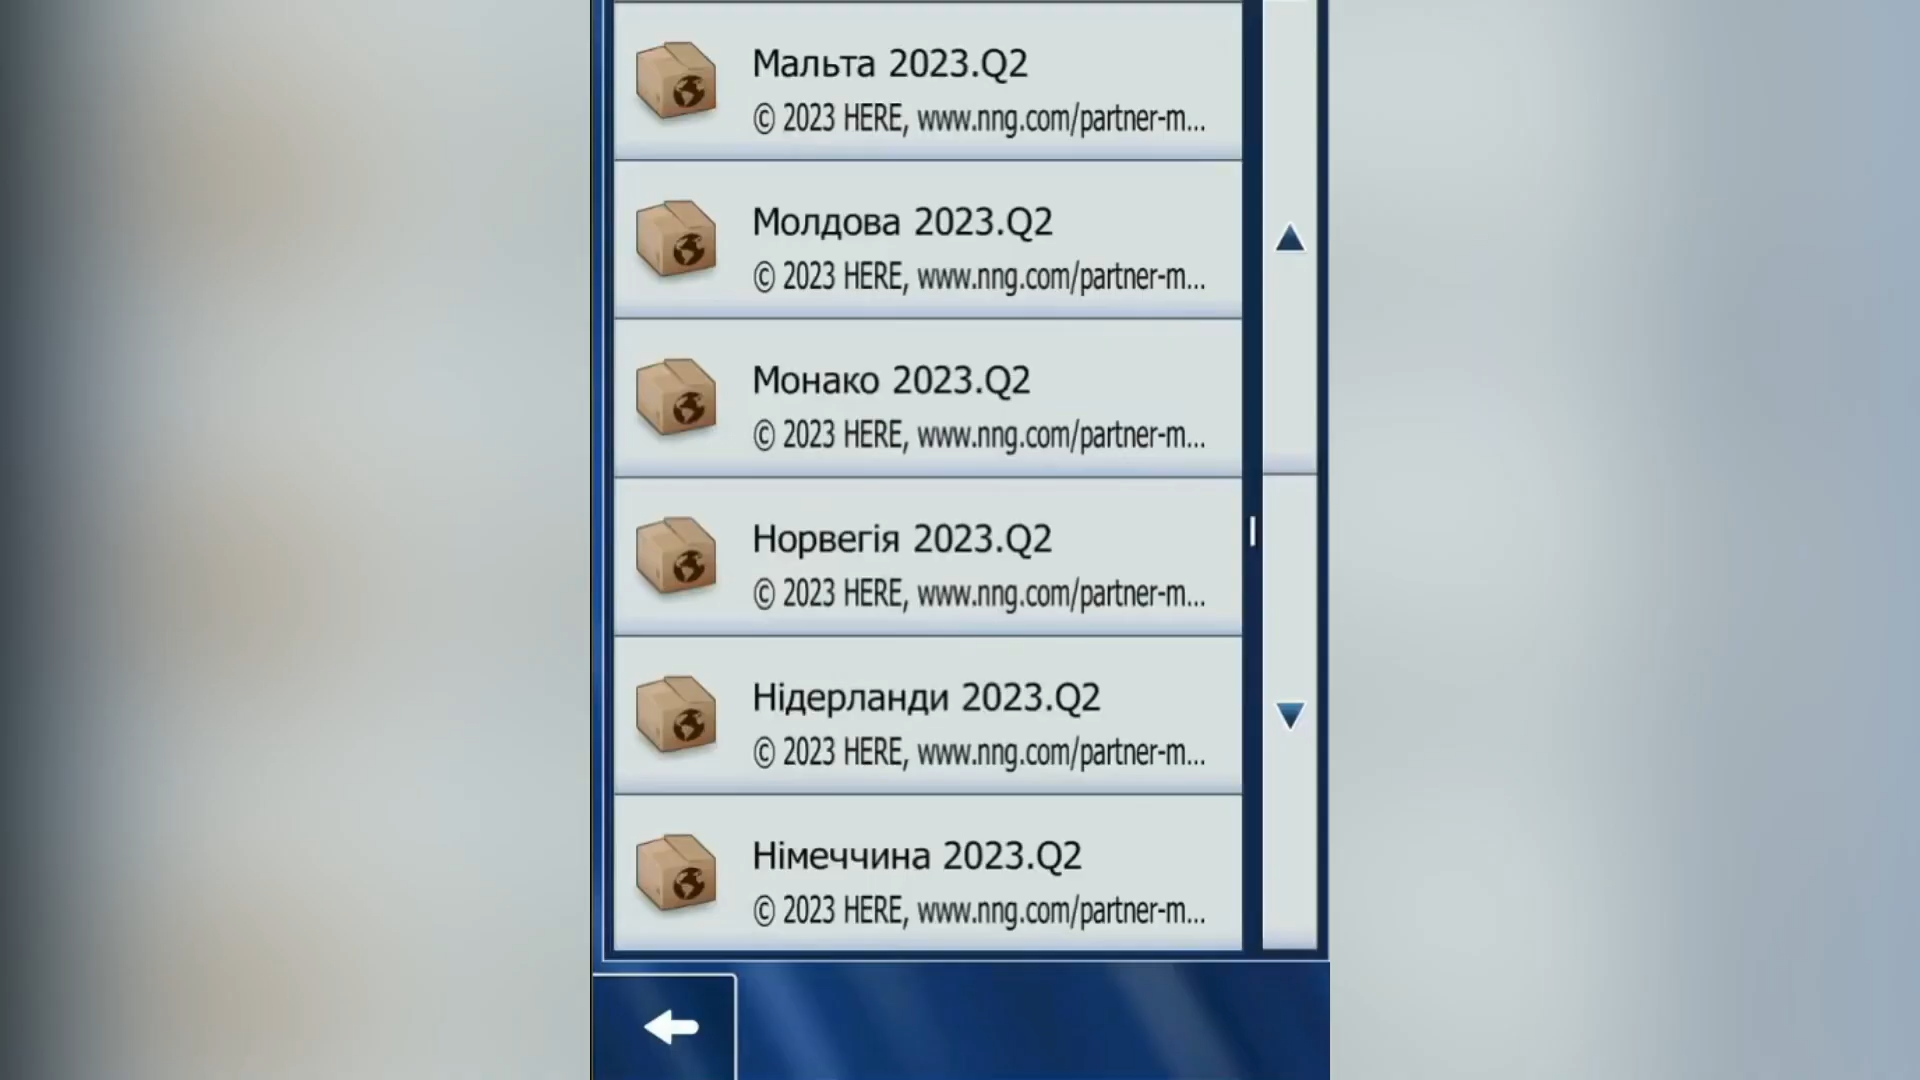 Мальта 2023.Q2
© 2023 HERE, www.nng.com/partner-m...
Молдова 2023.Q2
© 2023 HERE, www.nng.com/partner-m...
Монако 2023.Q2
© 2023 HERE, www.nng.com/partner-m...
Норвегія 2023.Q2
© 2023 HERE, www.nng.com/partner-m...
Нідерланди 2023.Q2
© 2023 HERE, www.nng.com/partner-m...
Німеччина 2023.Q2
© 2023 HERE, www.nng.com/partner-m...